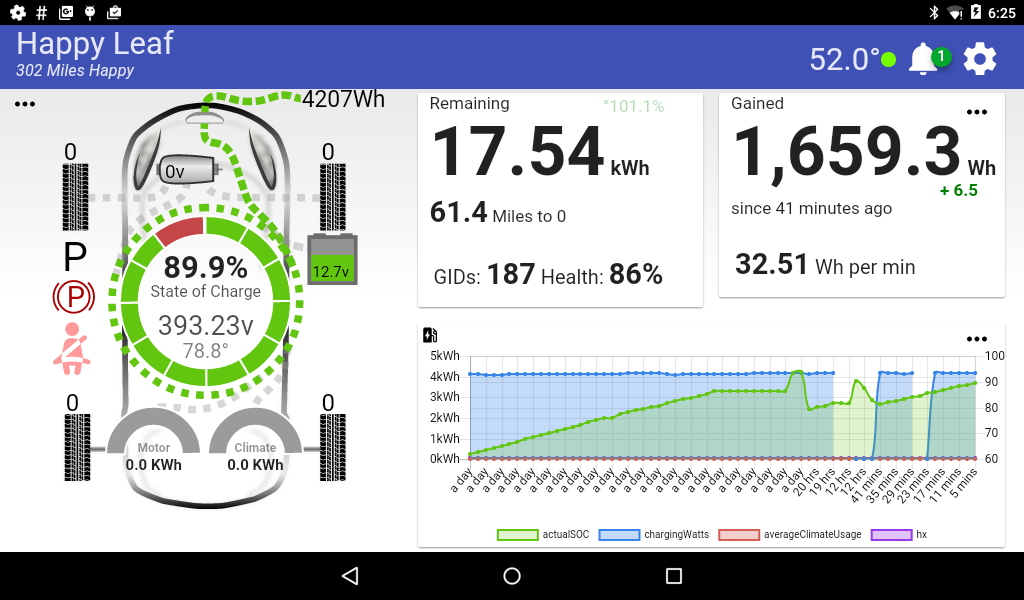 6:25
Happy Leaf
302 Miles Happy
52.0°
1
4207Wh
0
0
0v
P
(P)
12.7v
89.9%
State of Charge
393.23v
78.8°
0
0
Motor
0.0 KWh
Climate
0.0 KWh
Remaining
°101.1%
17.54 kWh
61.4 Miles to 0
GIDs: 187 Health: 86%
Gained
1,659.3 Wh
+ 6.5
since 41 minutes ago
32.51 Wh per min
5kWh
4kWh
3kWh
2kWh
1kWh
0kWh
100
90
80
70
60
a day a day a day a day a day a day a day a day a day a day a day a day a day a day a day a day a day a day a day a day a day 20 hrs 19 hrs 12 hrs 12 hrs 41 mins 35 mins 29 mins 23 mins 17 mins 11 mins 5 mins
actualSOC chargingWatts averageClimateUsage hx